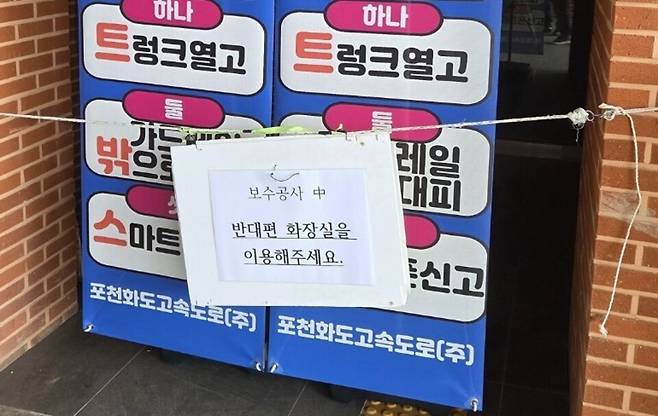 하나
트렁크열고
둘
밖으로
스마트
포천화도고속도로(주)
하나
트렁크열고
둘
레일
대피
신고
포천화도고속도로(주)
보수공사 中
반대편 화장실을
이용해주세요.